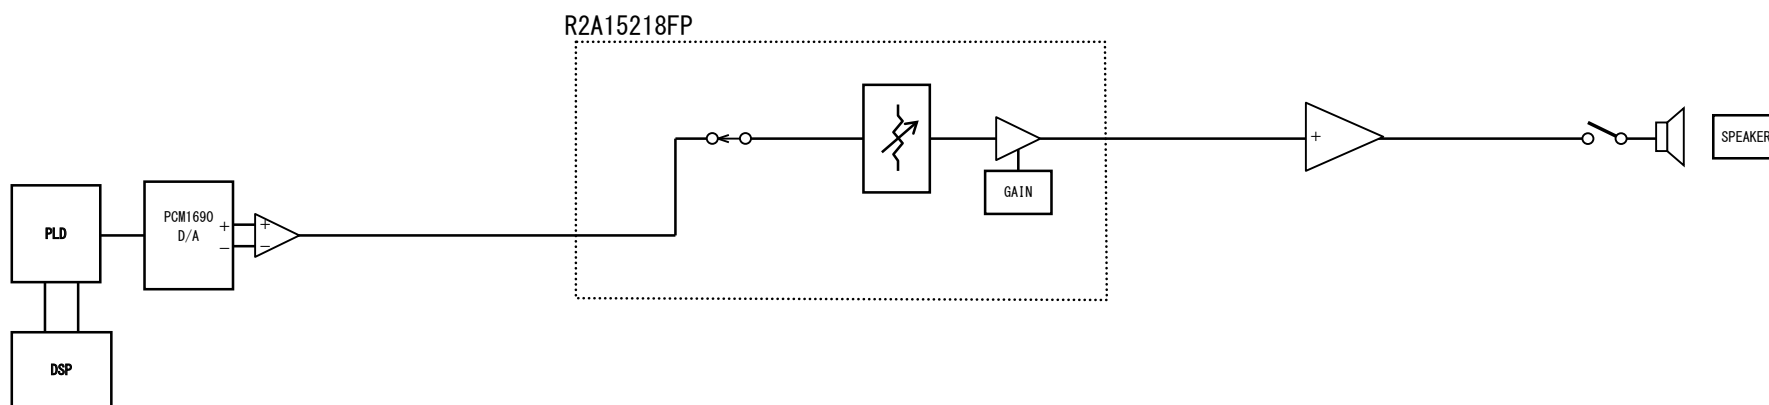 R2A15218FP
PCM1690
D/A
+
−
+
−
PLD
DSP
GAIN
+
SPEAKER